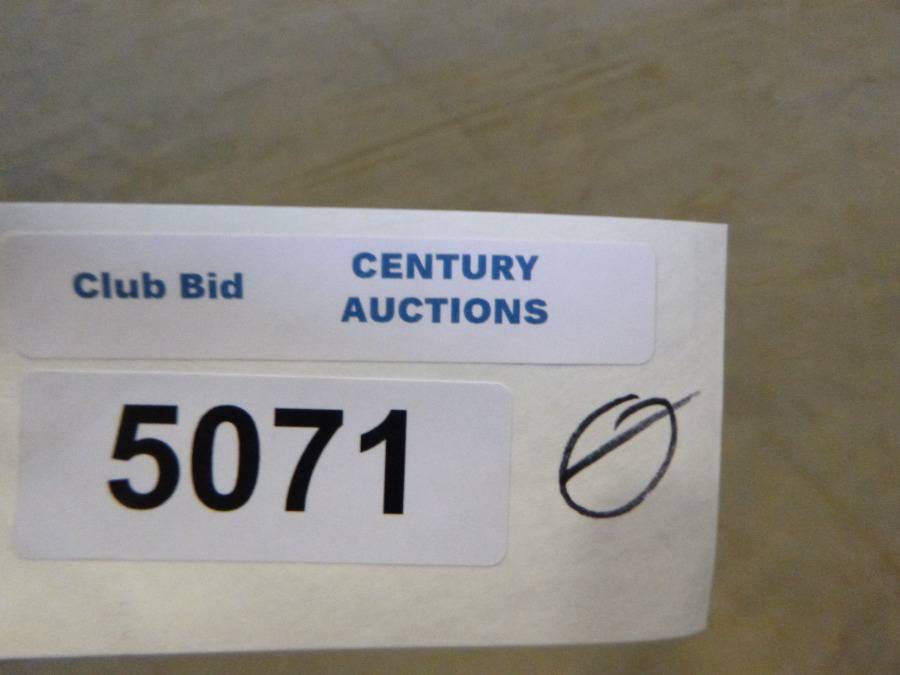 Club Bid
CENTURY
AUCTIONS
5071
Ø